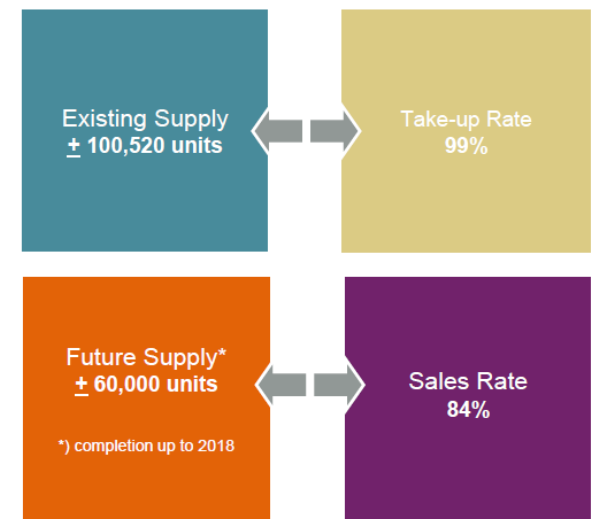 Existing Supply
± 100,520 units
Take-up Rate
99%
Future Supply*
± 60,000 units
*) completion up to 2018
Sales Rate
84%